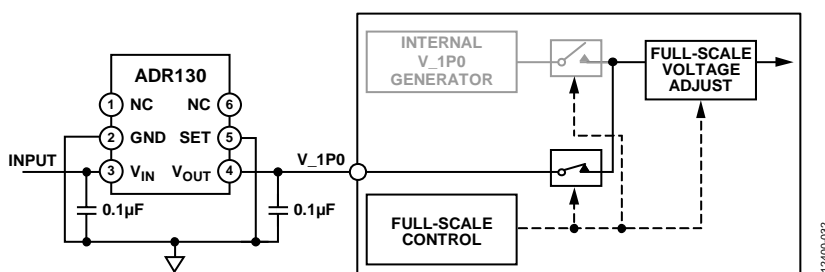 INTERNAL
V_1P0
GENERATOR
FULL-SCALE
VOLTAGE
ADJUST
ADR130
1 NC NC 6
2 GND SET 5
INPUT
3 VIN VOUT 4
V_1P0
0.1µF
0.1µF
FULL-SCALE
CONTROL
12400-032